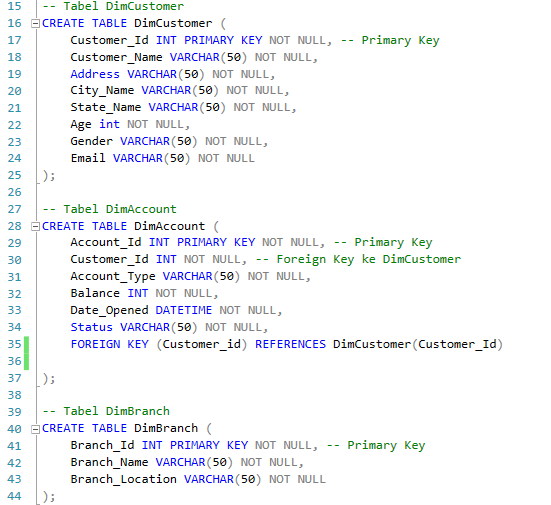 15 -- Tabel DimCustomer
16 CREATE TABLE DimCustomer (
17 Customer_Id INT PRIMARY KEY NOT NULL, -- Primary Key
18 Customer_Name VARCHAR(50) NOT NULL,
19 Address VARCHAR(50) NOT NULL,
20 City_Name VARCHAR(50) NOT NULL,
21 State_Name VARCHAR(50) NOT NULL,
22 Age int NOT NULL,
23 Gender VARCHAR(50) NOT NULL,
24 Email VARCHAR(50) NOT NULL
25 );
26
27 -- Tabel DimAccount
28 CREATE TABLE DimAccount (
29 Account_Id INT PRIMARY KEY NOT NULL, -- Primary Key
30 Customer_Id INT NOT NULL, -- Foreign Key ke DimCustomer
31 Account_Type VARCHAR(50) NOT NULL,
32 Balance INT NOT NULL,
33 Date_Opened DATETIME NOT NULL,
34 Status VARCHAR(50) NOT NULL,
35 FOREIGN KEY (Customer_id) REFERENCES DimCustomer(Customer_Id)
36
37 );
38
39 -- Tabel DimBranch
40 CREATE TABLE DimBranch (
41 Branch_Id INT PRIMARY KEY NOT NULL, -- Primary Key
42 Branch_Name VARCHAR(50) NOT NULL,
43 Branch_Location VARCHAR(50) NOT NULL
44 );